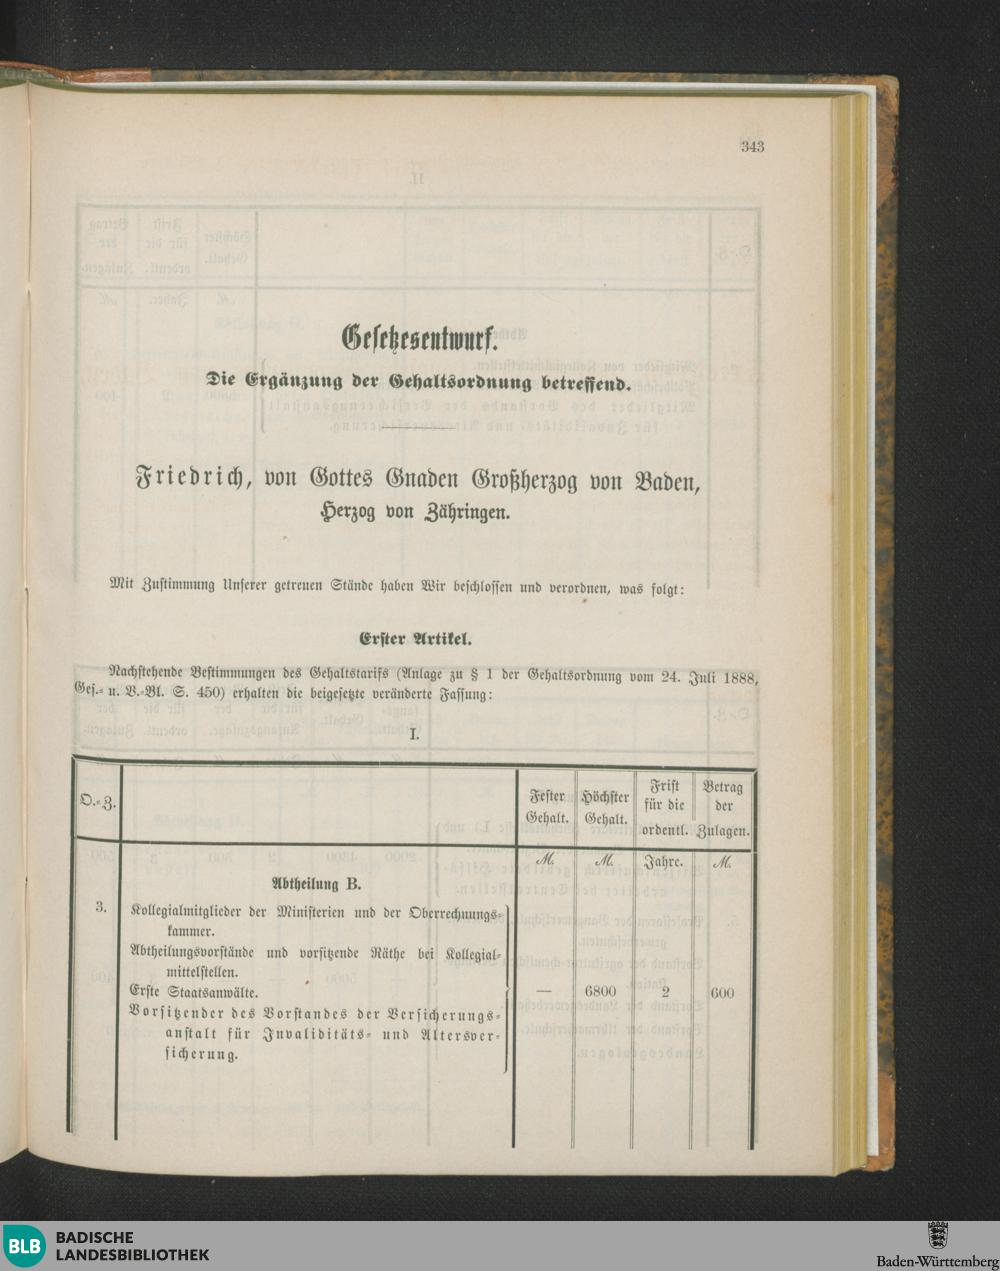 343
Gesetzesentwurf.
Die Ergänzung der Gehaltsordnung betreffend.
Friedrich, von Gottes Gnaden Großherzog von Baden,
Herzog von Zähringen.
Mit Zustimmung Unserer getreuen Stände haben Wir beschlossen und verordnen, was folgt:
Erster Artikel.
Nachstehende Bestimmungen des Gehaltstarifs (Anlage zu § 1 der Gehaltsordnung vom 24. Juli 1888,
Ges.- u. V.-Bl. S. 450) erhalten die beigesetzte veränderte Fassung:
I.
O.-Z.
Fester
Gehalt.
Höchster
Gehalt.
Frist
für die
ordentl.
Betrag
der
Zulagen.
M.
M.
Jahre.
M.
Abtheilung B.
3.
Kollegialmitglieder der Ministerien und der Oberrechnungs-
kammer.
Abtheilungsvorstände und vorsitzende Räthe bei Kollegial-
mittelstellen.
Erste Staatsanwälte.
Vorsitzender des Vorstandes der Versicherungs-
anstalt für Invaliditäts- und Altersver-
sicherung.
— 6800 2 600
BLB BADISCHE
LANDESBIBLIOTHEK
Baden-Württemberg